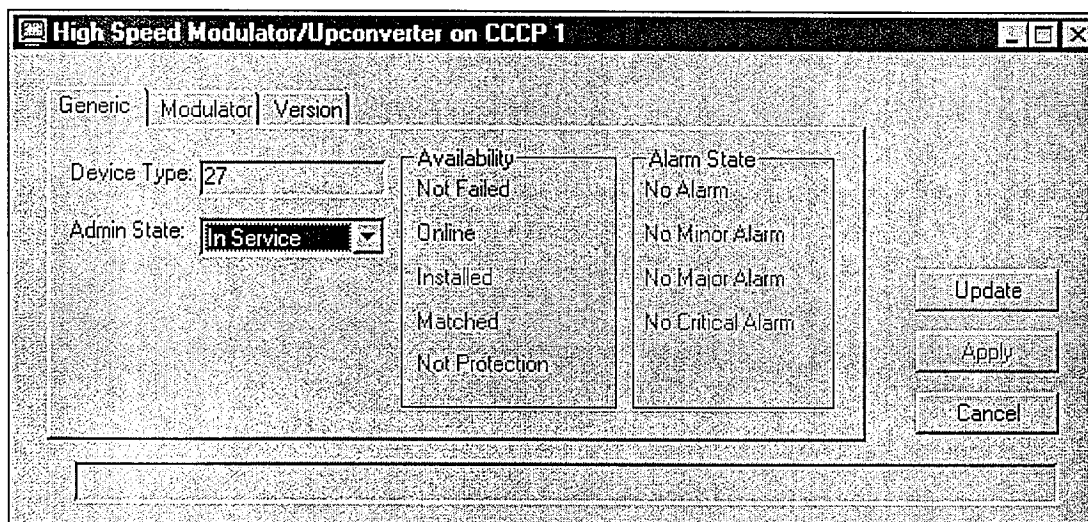 High Speed Modulator/Upconverter on CCCP 1
Generic Modulator Version
Device Type: 27
Admin State: In Service
Availability
Not Failed
Online
Installed
Matched
Not Protection
Alarm State
No Alarm
No Minor Alarm
No Major Alarm
No Critical Alarm
Update
Apply
Cancel